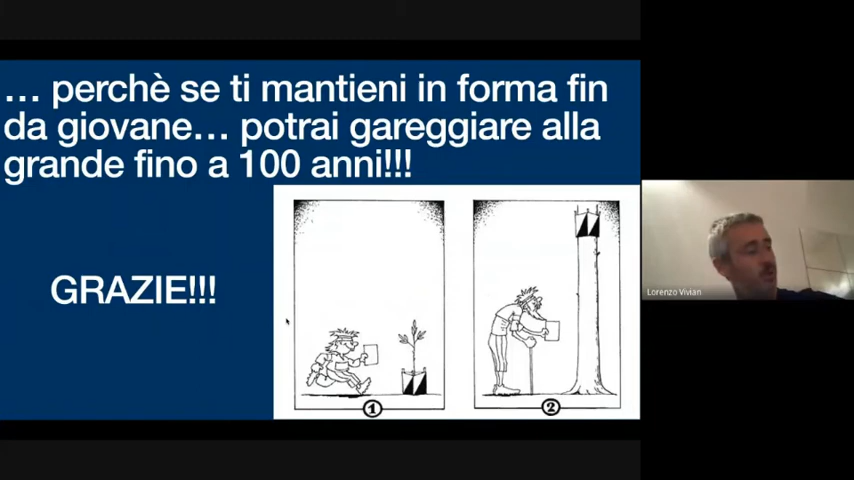 ... perchè se ti mantieni in forma fin
da giovane... potrai gareggiare alla
grande fino a 100 anni!!!
GRAZIE!!!
1
2
Lorenzo Vivian